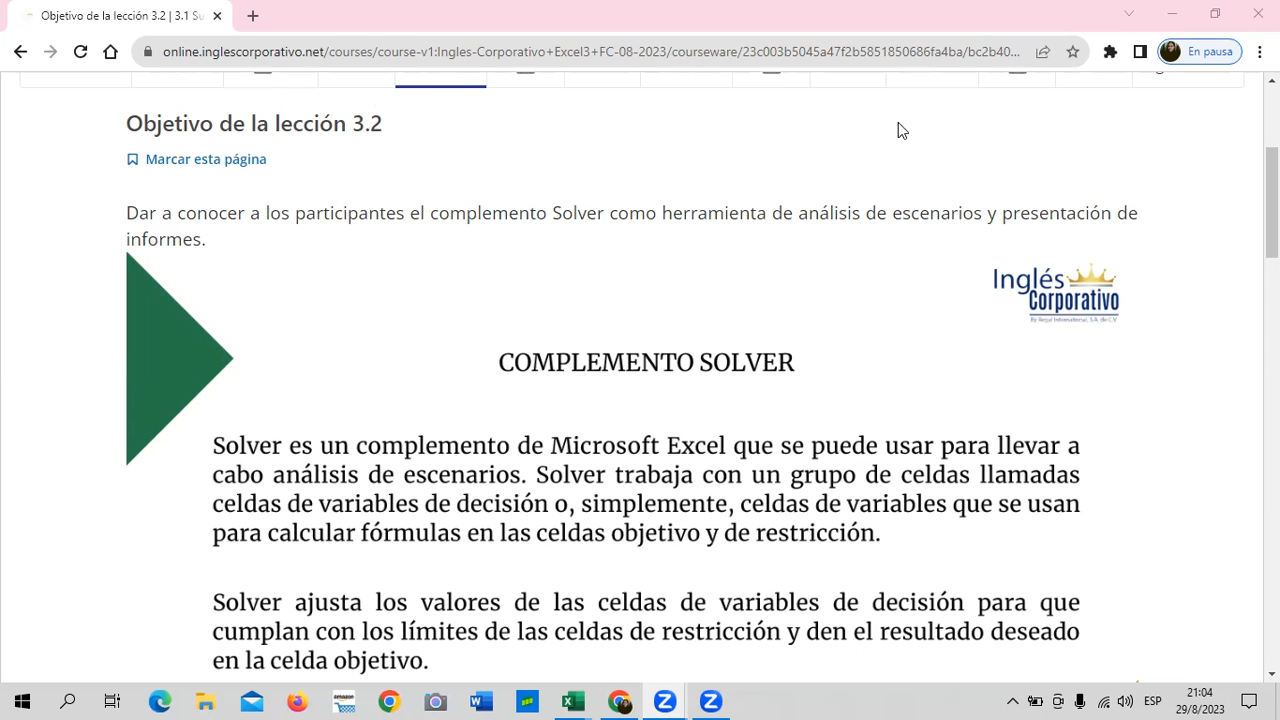 Objetivo de la lección 3.2 | 3.1 Su
online.inglescorporativo.net/courses/course-v1:Ingles-Corporativo+Excel3+FC-08-2023/courseware/23c003b5045a47f2b5851850686fa4ba/bc2b40...
En pausa
Objetivo de la lección 3.2
Marcar esta página
Dar a conocer a los participantes el complemento Solver como herramienta de análisis de escenarios y presentación de
informes.
Inglés
Corporativo
By Regal International, S.A. de C.V
COMPLEMENTO SOLVER
Solver es un complemento de Microsoft Excel que se puede usar para llevar a
cabo análisis de escenarios. Solver trabaja con un grupo de celdas llamadas
celdas de variables de decisión o, simplemente, celdas de variables que se usan
para calcular fórmulas en las celdas objetivo y de restricción.
Solver ajusta los valores de las celdas de variables de decisión para que
cumplan con los límites de las celdas de restricción y den el resultado deseado
en la celda objetivo.
amazon
ESP
21:04
29/8/2023